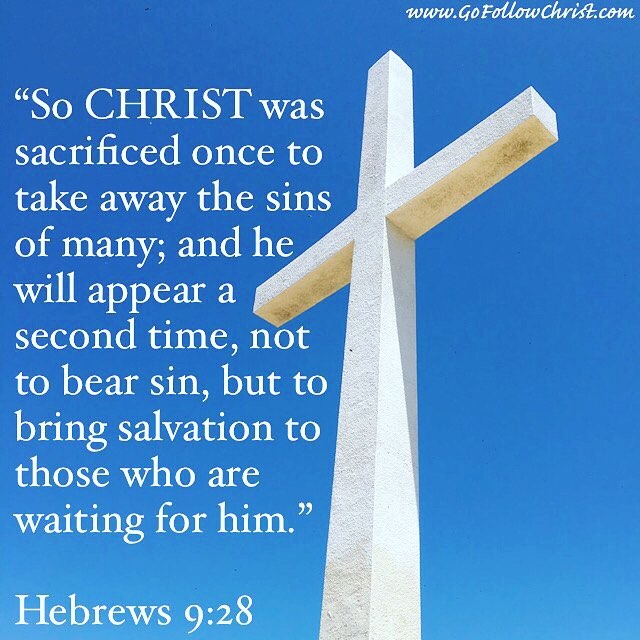 www.GoFollowChrist.com
“So CHRIST was
sacrificed once to
take away the sins
of many; and he
will appear a
second time, not
to bear sin, but to
bring salvation to
those who are
waiting for him.”
Hebrews 9:28